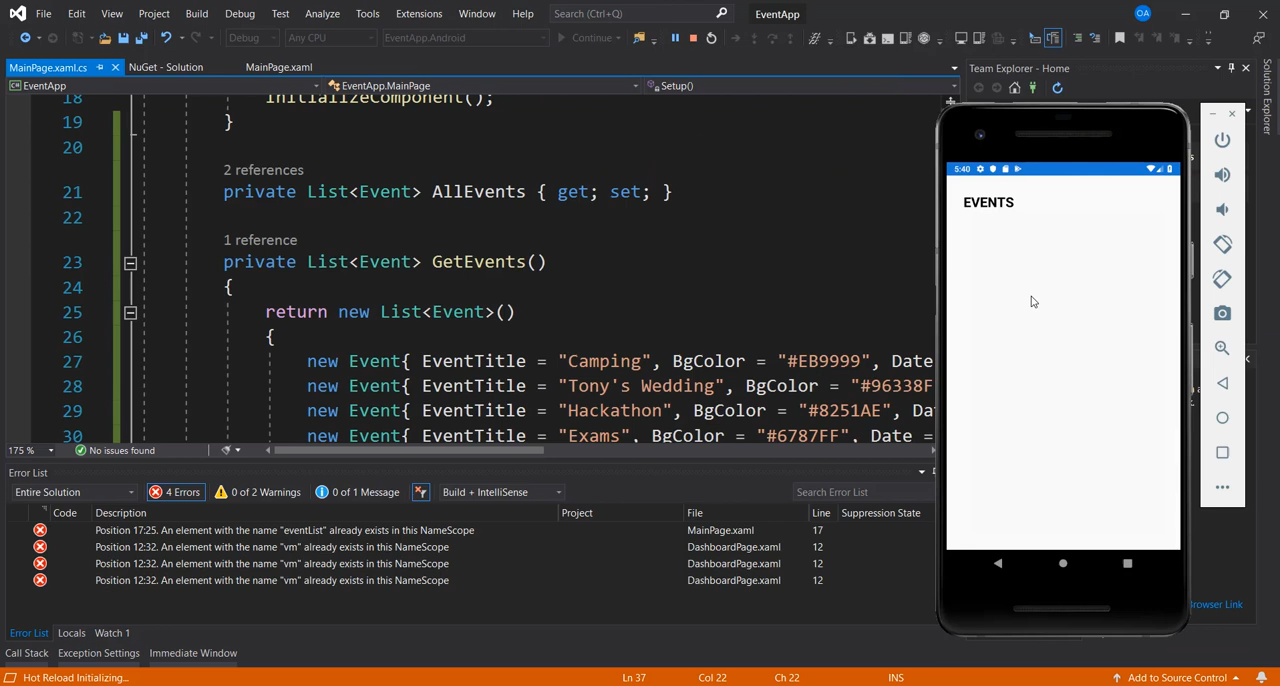 File Edit View Project Build Debug Test Analyze Tools Extensions Window Help Search (Ctrl+Q) EventApp OA
Debug Any CPU EventApp.Android Continue
MainPage.xaml.cs NuGet - Solution MainPage.xaml
EventApp EventApp.MainPage Setup()
Team Explorer - Home
Solution Explorer
18 InitializeComponent();
19 }
20
2 references
21 private List<Event> AllEvents { get; set; }
22
1 reference
23 private List<Event> GetEvents()
24 {
25 return new List<Event>()
26 {
27 new Event{ EventTitle = "Camping", BgColor = "#EB9999", Date
28 new Event{ EventTitle = "Tony's Wedding", BgColor = "#96338F
29 new Event{ EventTitle = "Hackathon", BgColor = "#8251AE", Dat
30 new Event{ EventTitle = "Exams", BgColor = "#6787FF", Date =
175 % No issues found
5:40
EVENTS
Error List
Entire Solution 4 Errors 0 of 2 Warnings 0 of 1 Message Build + IntelliSense Search Error List
Code Description Project File Line Suppression State
Position 17:25. An element with the name "eventList" already exists in this NameScope MainPage.xaml 17
Position 12:32. An element with the name "vm" already exists in this NameScope DashboardPage.xaml 12
Position 12:32. An element with the name "vm" already exists in this NameScope DashboardPage.xaml 12
Position 12:32. An element with the name "vm" already exists in this NameScope DashboardPage.xaml 12
Browser Link
Error List Locals Watch 1
Call Stack Exception Settings Immediate Window
Hot Reload Initializing... Ln 37 Col 22 Ch 22 INS Add to Source Control